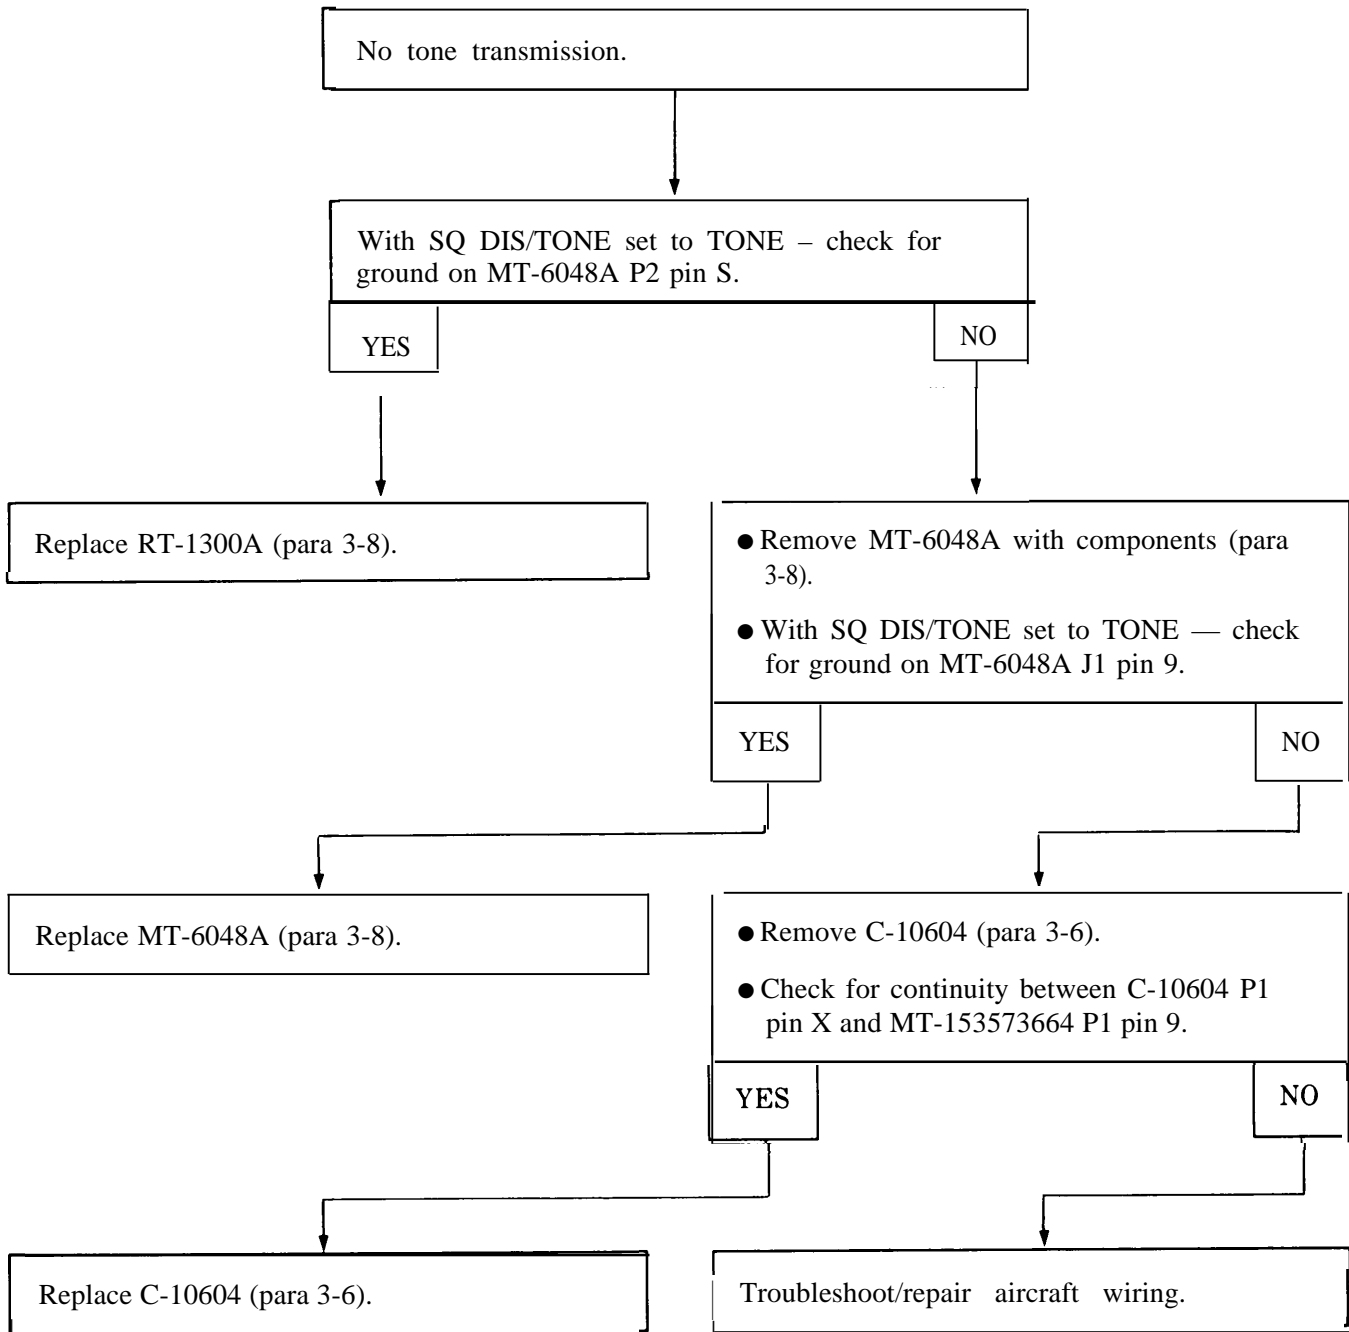 No tone transmission.
With SQ DIS/TONE set to TONE – check for
ground on MT-6048A P2 pin S.
YES
NO
Replace RT-1300A (para 3-8).
● Remove MT-6048A with components (para
3-8).
● With SQ DIS/TONE set to TONE — check
for ground on MT-6048A J1 pin 9.
YES
NO
Replace MT-6048A (para 3-8).
● Remove C-10604 (para 3-6).
● Check for continuity between C-10604 P1
pin X and MT-153573664 P1 pin 9.
YES
NO
Replace C-10604 (para 3-6).
Troubleshoot/repair aircraft wiring.